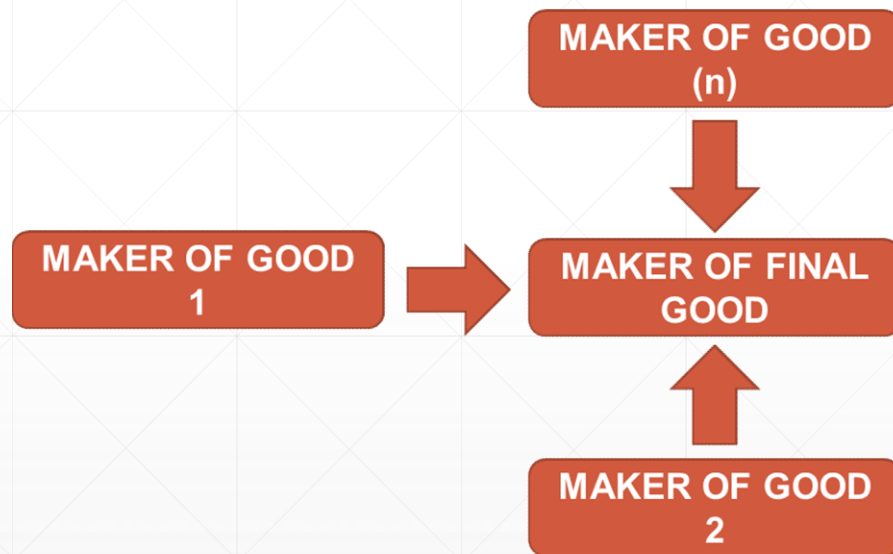 MAKER OF GOOD
(n)
MAKER OF GOOD
1
MAKER OF FINAL
GOOD
MAKER OF GOOD
2